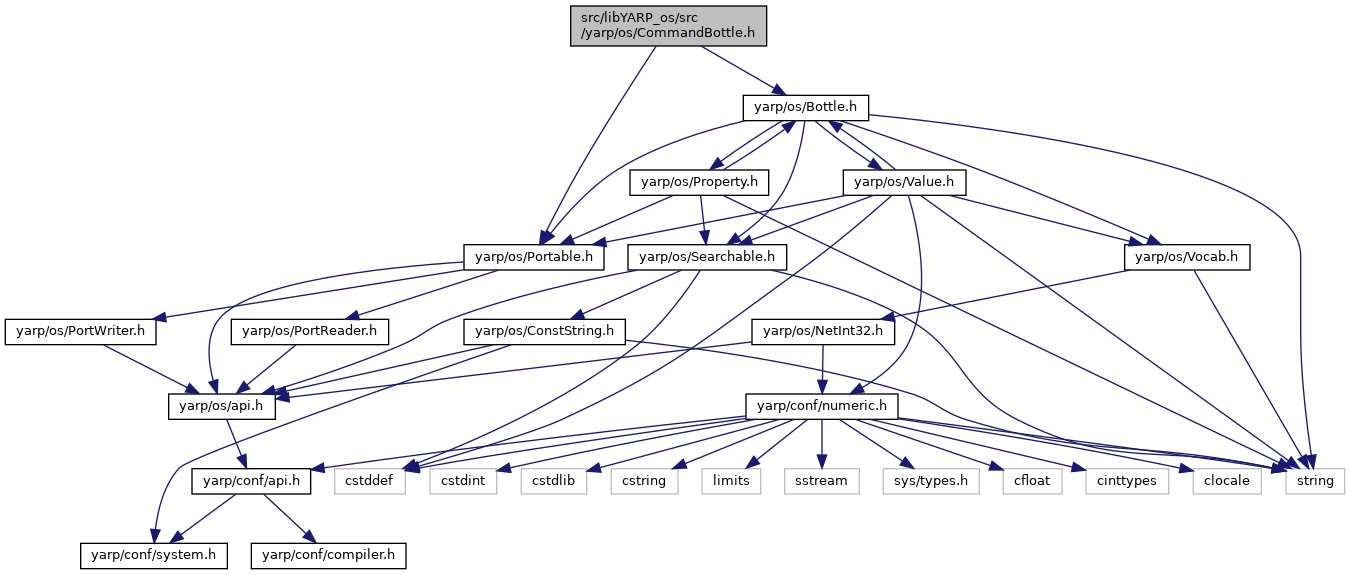 src/libYARP_os/src
/yarp/os/CommandBottle.h
yarp/os/Bottle.h
yarp/os/Property.h
yarp/os/Value.h
yarp/os/Portable.h
yarp/os/Searchable.h
yarp/os/Vocab.h
yarp/os/PortWriter.h
yarp/os/PortReader.h
yarp/os/ConstString.h
yarp/os/NetInt32.h
yarp/os/api.h
yarp/conf/numeric.h
yarp/conf/api.h
cstddef
cstdint
cstdlib
cstring
limits
sstream
sys/types.h
cfloat
cinttypes
clocale
string
yarp/conf/system.h
yarp/conf/compiler.h